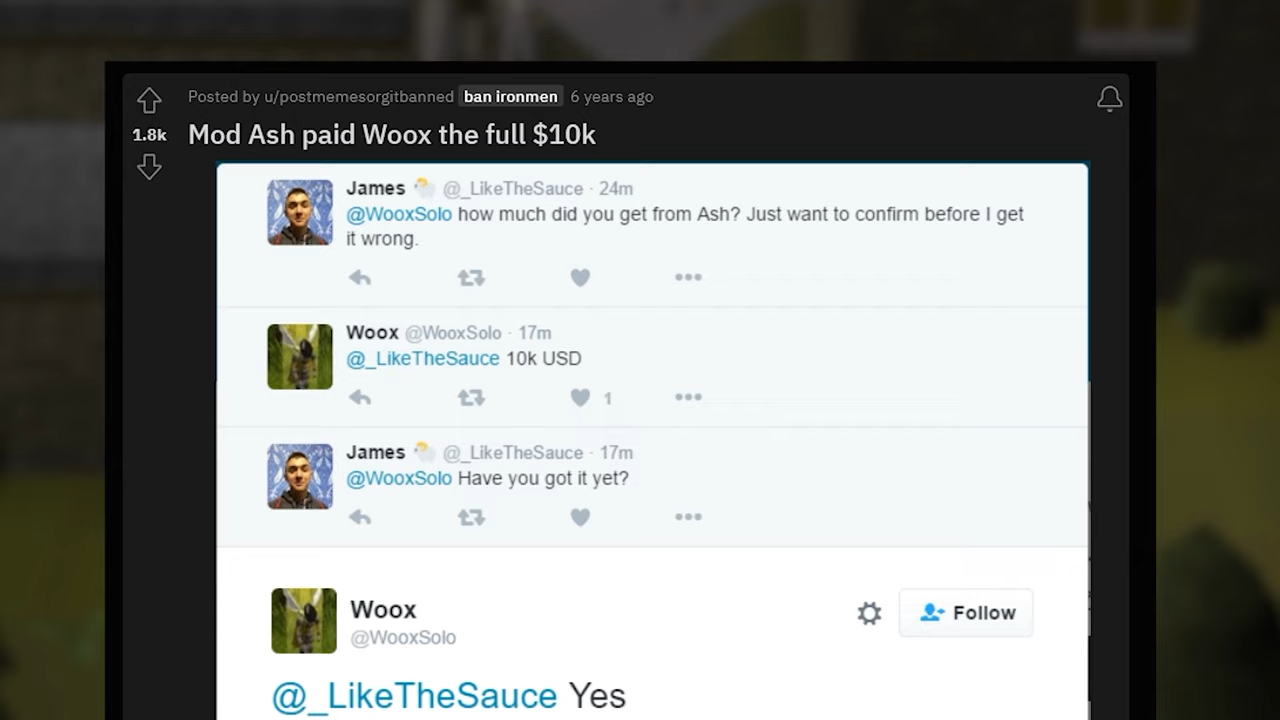 Posted by u/postmemesorgitbanned ban ironmen 6 years ago
1.8k
Mod Ash paid Woox the full $10k
James @_LikeTheSauce · 24m
@WooxSolo how much did you get from Ash? Just want to confirm before I get
it wrong.
Woox @WooxSolo · 17m
@_LikeTheSauce 10k USD
1
James @_LikeTheSauce · 17m
@WooxSolo Have you got it yet?
Woox
@WooxSolo
Follow
@_LikeTheSauce Yes